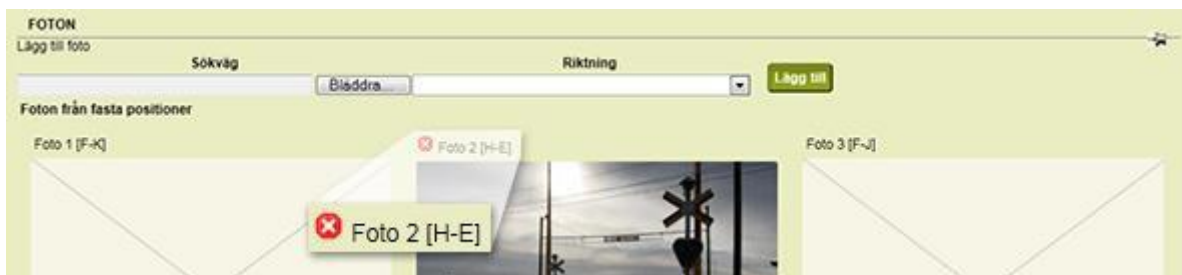 FOTON
Lägg till foto
Sökväg
Riktning
Bläddra...
Lägg till
Foton från fasta positioner
Foto 1 [F-K]
Foto 2 [H-E]
Foto 3 [F-J]
Foto 2 [H-E]